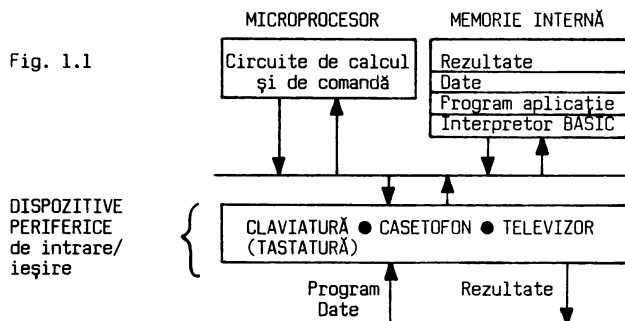 MICROPROCESOR
MEMORIE INTERNĂ
Fig. 1.1
Circuite de calcul
și de comandă
Rezultate
Date
Program aplicație
Interpretor BASIC
DISPOZITIVE
PERIFERICE
de intrare/
ieșire
CLAVIATURĂ ● CASETOFON ● TELEVIZOR
(TASTATURĂ)
Program
Date
Rezultate